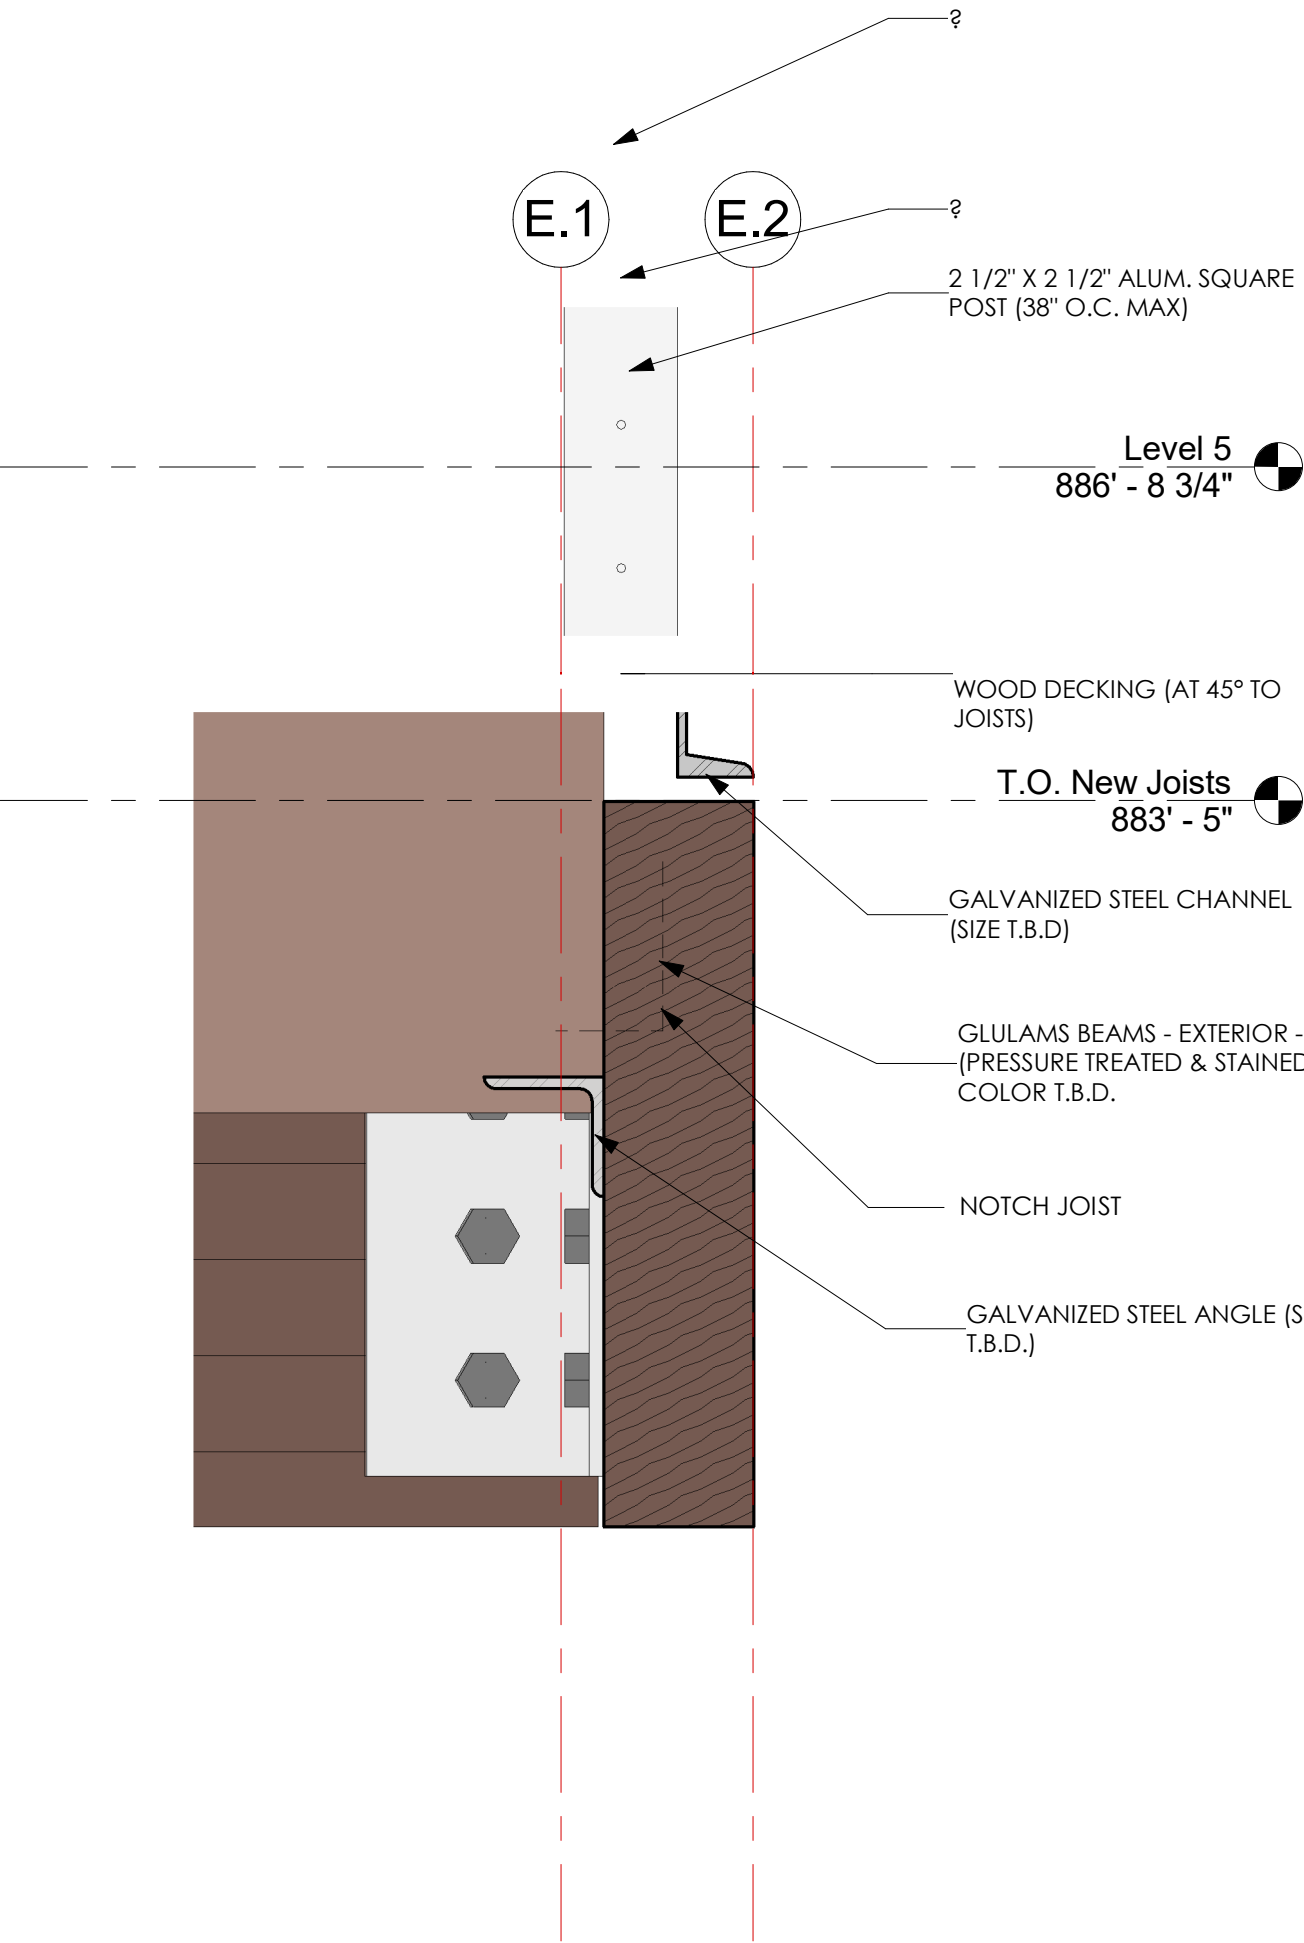 ?
E.1
E.2
?
2 1/2" X 2 1/2" ALUM. SQUARE
POST (38" O.C. MAX)
Level 5
886' - 8 3/4"
WOOD DECKING (AT 45° TO
JOISTS)
T.O. New Joists
883' - 5"
GALVANIZED STEEL CHANNEL
(SIZE T.B.D)
GLULAMS BEAMS - EXTERIOR -
(PRESSURE TREATED & STAINED
COLOR T.B.D.
NOTCH JOIST
GALVANIZED STEEL ANGLE (S
T.B.D.)